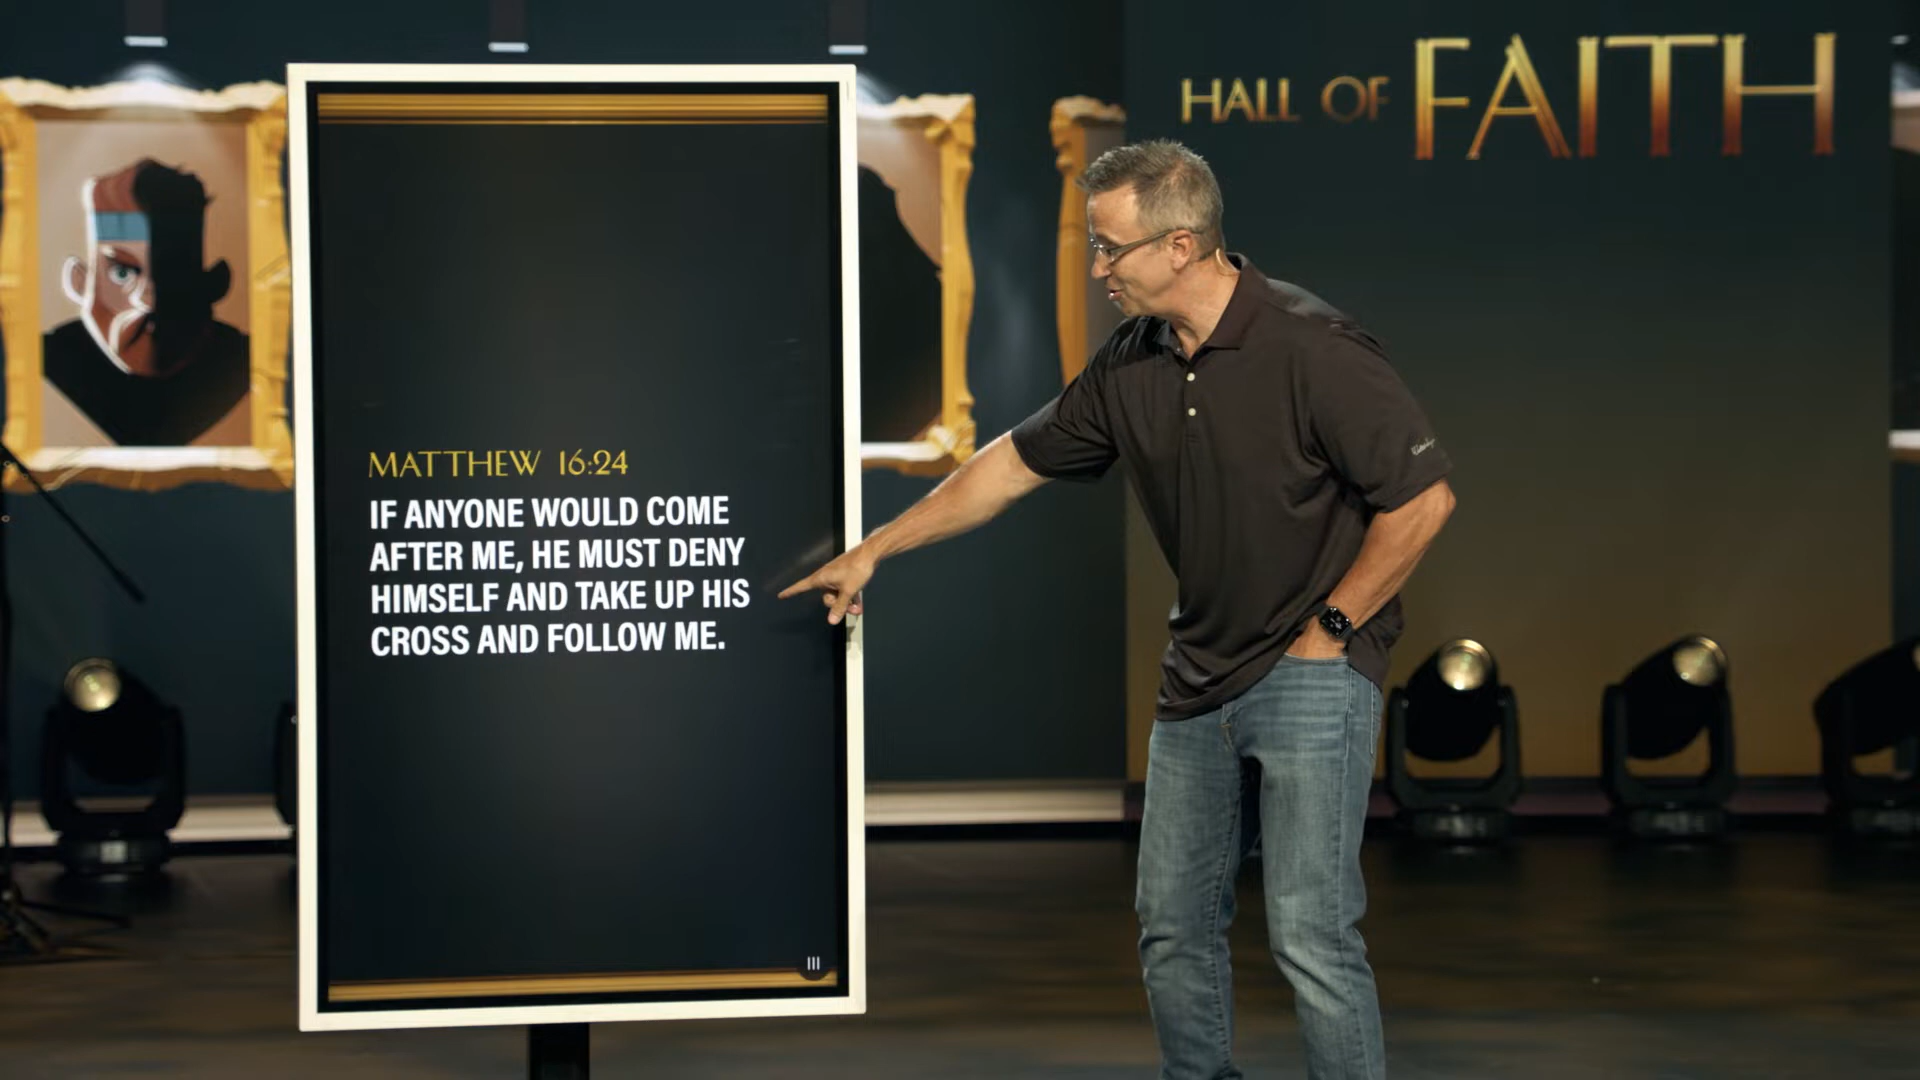 HALL OF FAITH
MATTHEW 16:24
IF ANYONE WOULD COME
AFTER ME, HE MUST DENY
HIMSELF AND TAKE UP HIS
CROSS AND FOLLOW ME.